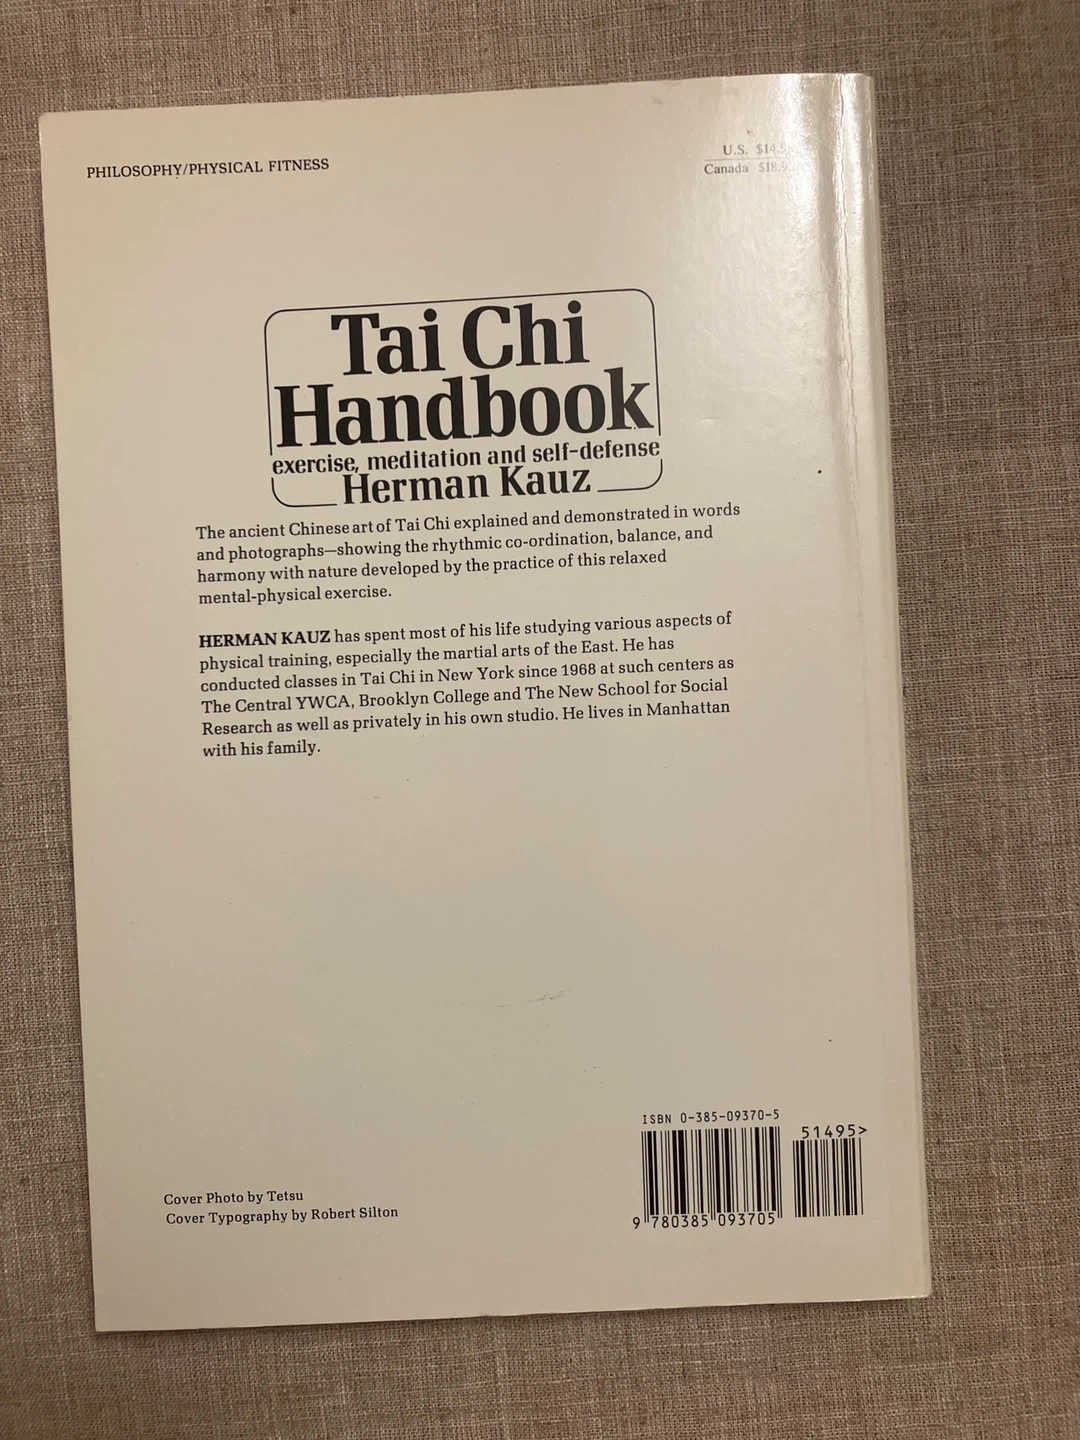 PHILOSOPHY/PHYSICAL FITNESS
U.S.
Canada
Tai Chi
Handbook
exercise, meditation and self-defense
Herman Kauz
The ancient Chinese art of Tai Chi explained and demonstrated in words
and photographs—showing the rhythmic co-ordination, balance, and
harmony with nature developed by the practice of this relaxed
mental-physical exercise.
HERMAN KAUZ has spent most of his life studying various aspects of
physical training, especially the martial arts of the East. He has
conducted classes in Tai Chi in New York since 1968 at such centers as
The Central YWCA, Brooklyn College and The New School for Social
Research as well as privately in his own studio. He lives in Manhattan
with his family.
Cover Photo by Tetsu
Cover Typography by Robert Silton
ISBN 0-385-09370-5
51495>
9 780385 093705